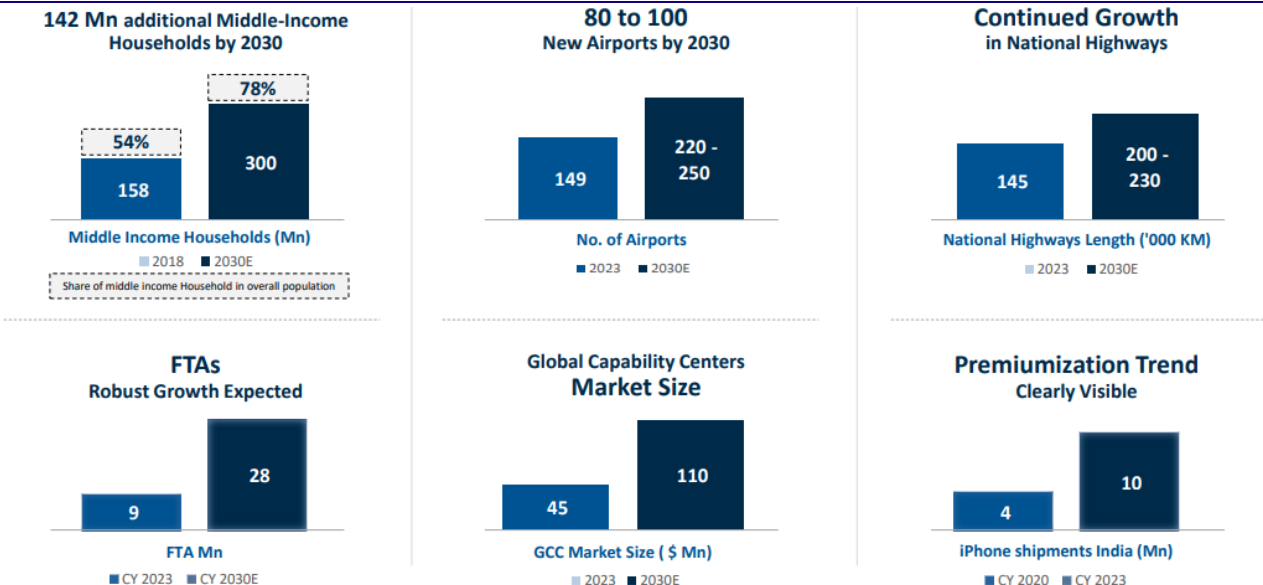 142 Mn additional Middle-Income
Households by 2030
78%
54%
300
158
Middle Income Households (Mn)
2018 2030E
Share of middle income Household in overall population
80 to 100
New Airports by 2030
220 -
250
149
No. of Airports
2023 2030E
Continued Growth
in National Highways
200 -
230
145
National Highways Length ('000 KM)
2023 2030E
FTAs
Robust Growth Expected
28
9
FTA Mn
CY 2023 CY 2030E
Global Capability Centers
Market Size
110
45
GCC Market Size ( $ Mn)
2023 2030E
Premiumization Trend
Clearly Visible
10
4
iPhone shipments India (Mn)
CY 2020 CY 2023